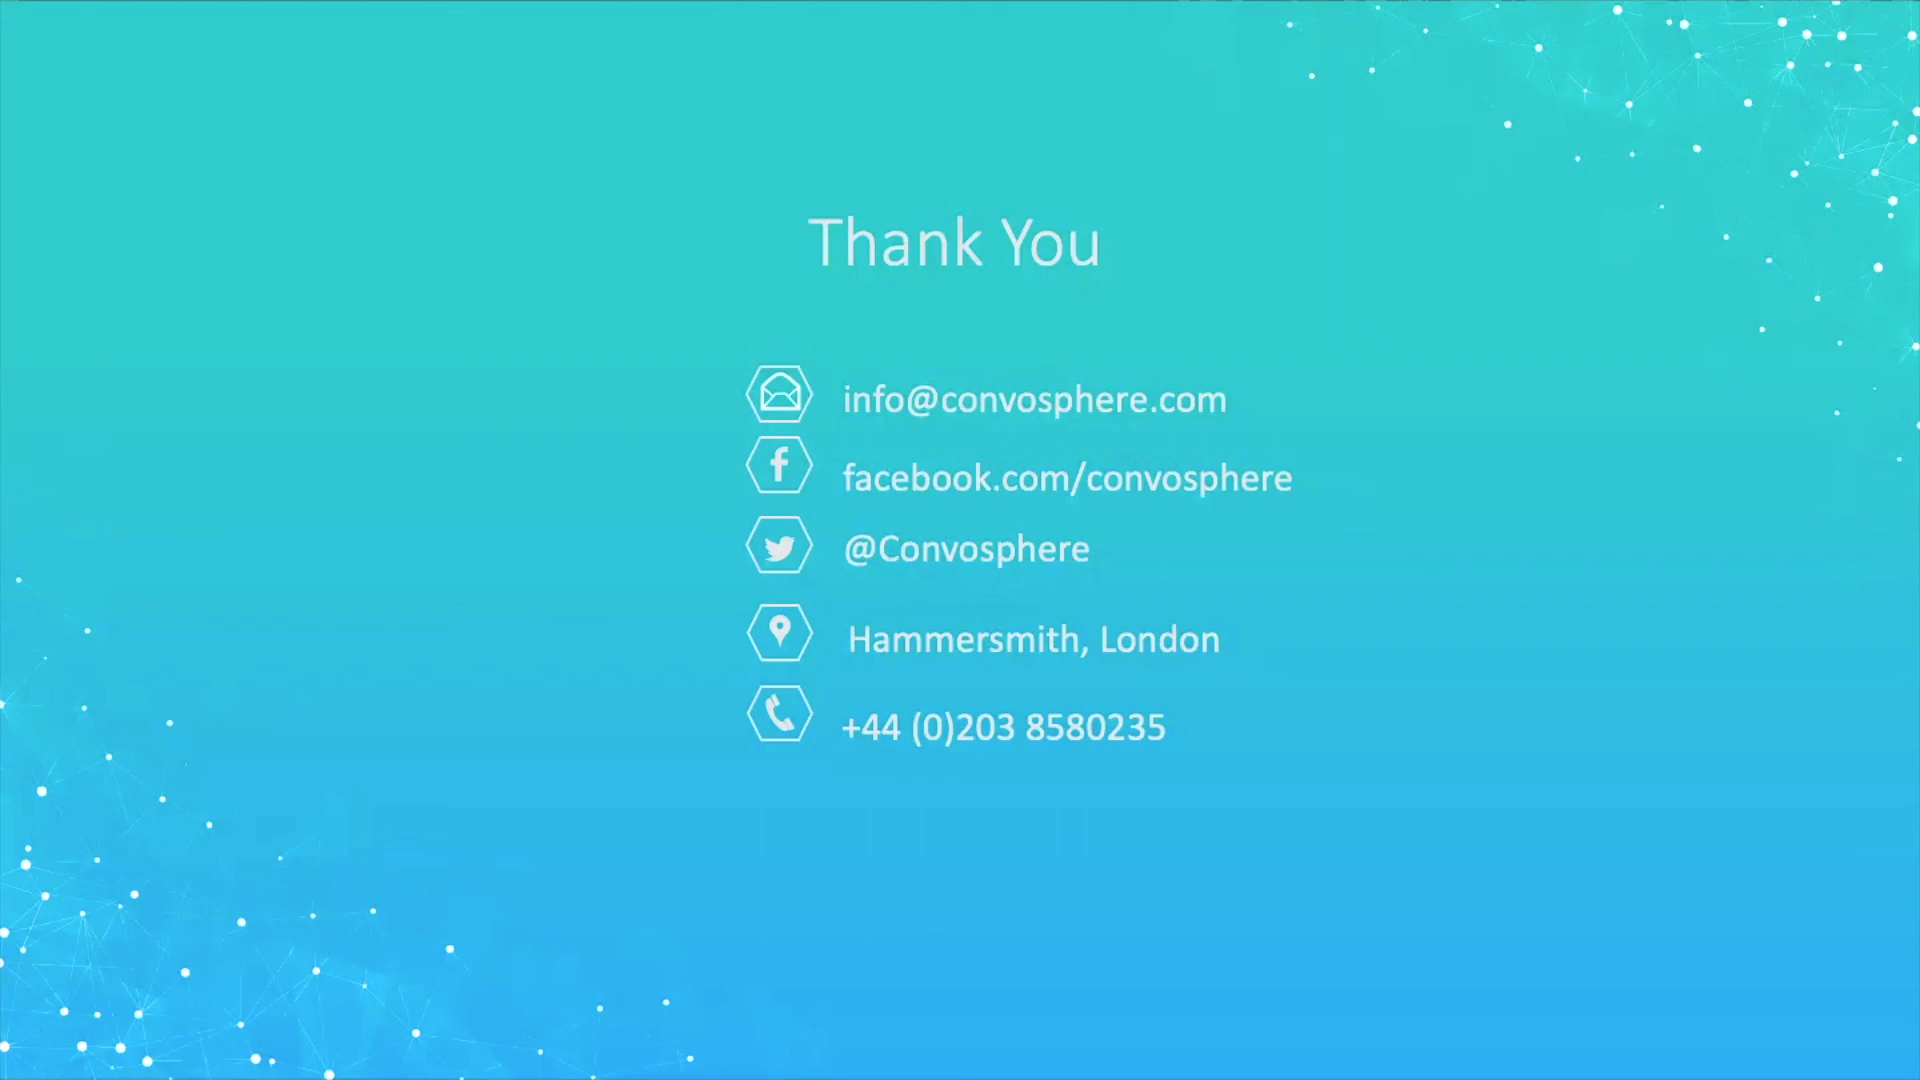 Thank You
info@convosphere.com
facebook.com/convosphere
@Convosphere
Hammersmith, London
+44 (0)203 8580235